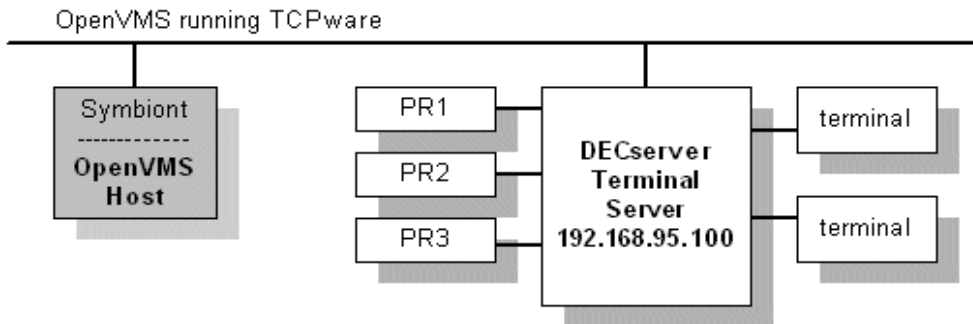 OpenVMS running TCPware
Symbiont
------------
OpenVMS
Host
PR1
PR2
PR3
DECserver
Terminal
Server
192.168.95.100
terminal
terminal